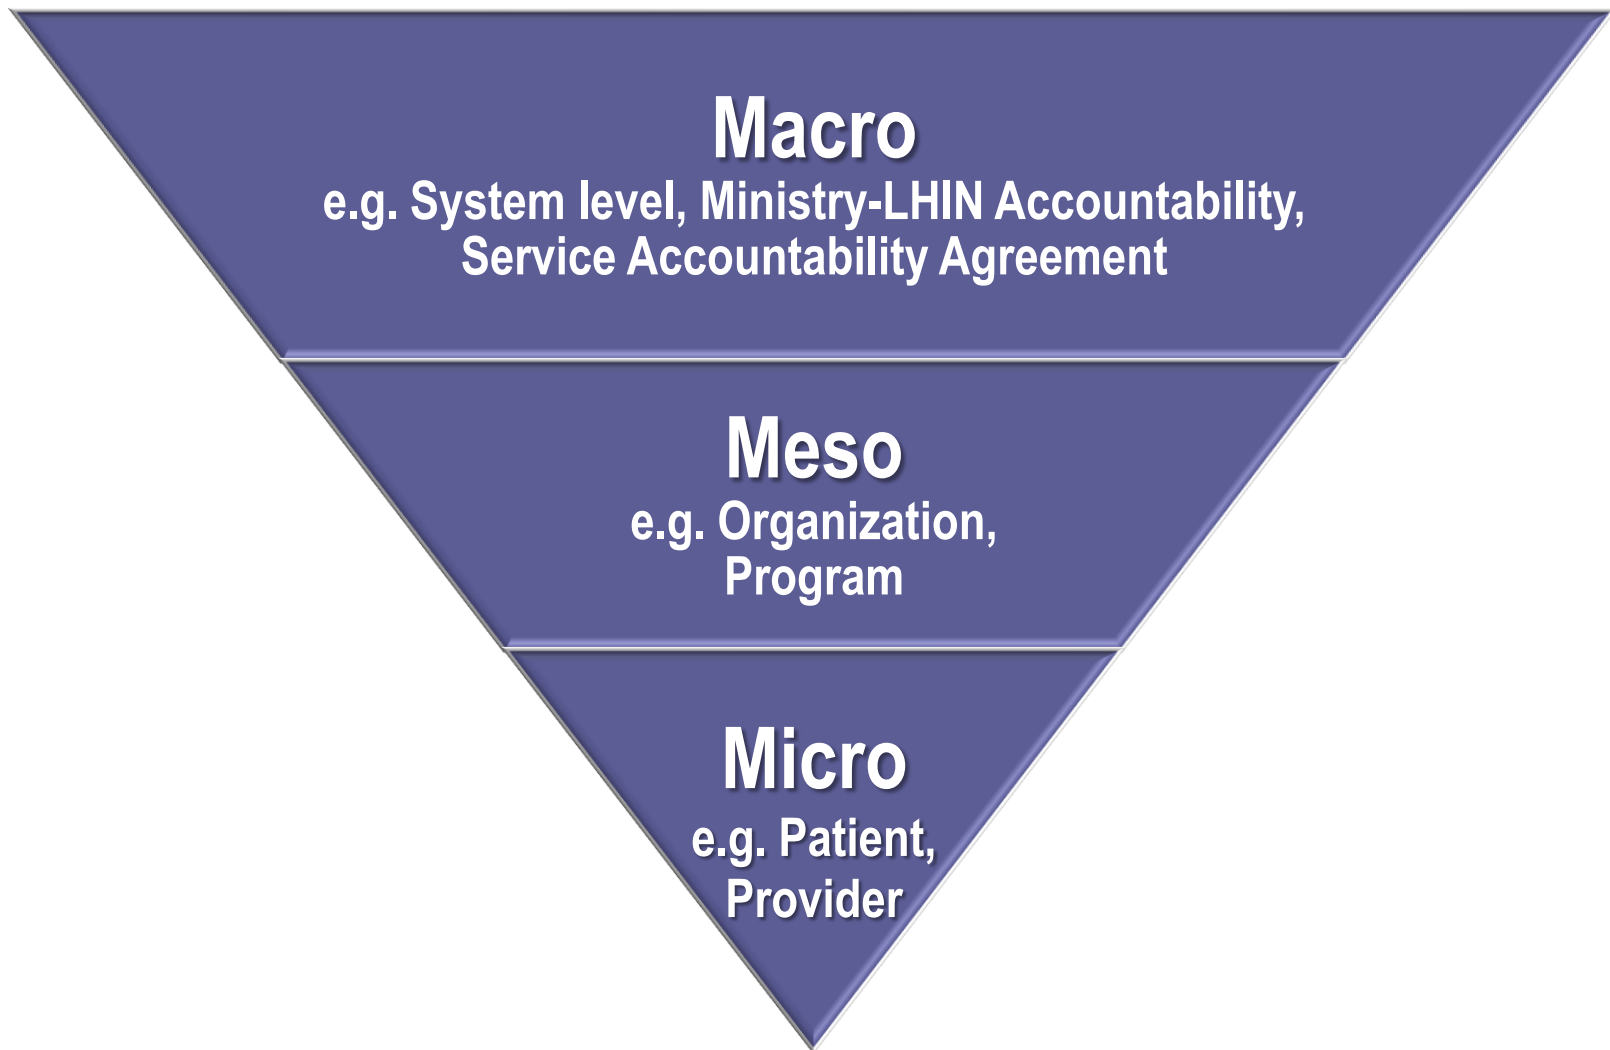 Macro
e.g. System level, Ministry-LHIN Accountability,
Service Accountability Agreement
Meso
e.g. Organization,
Program
Micro
e.g. Patient,
Provider